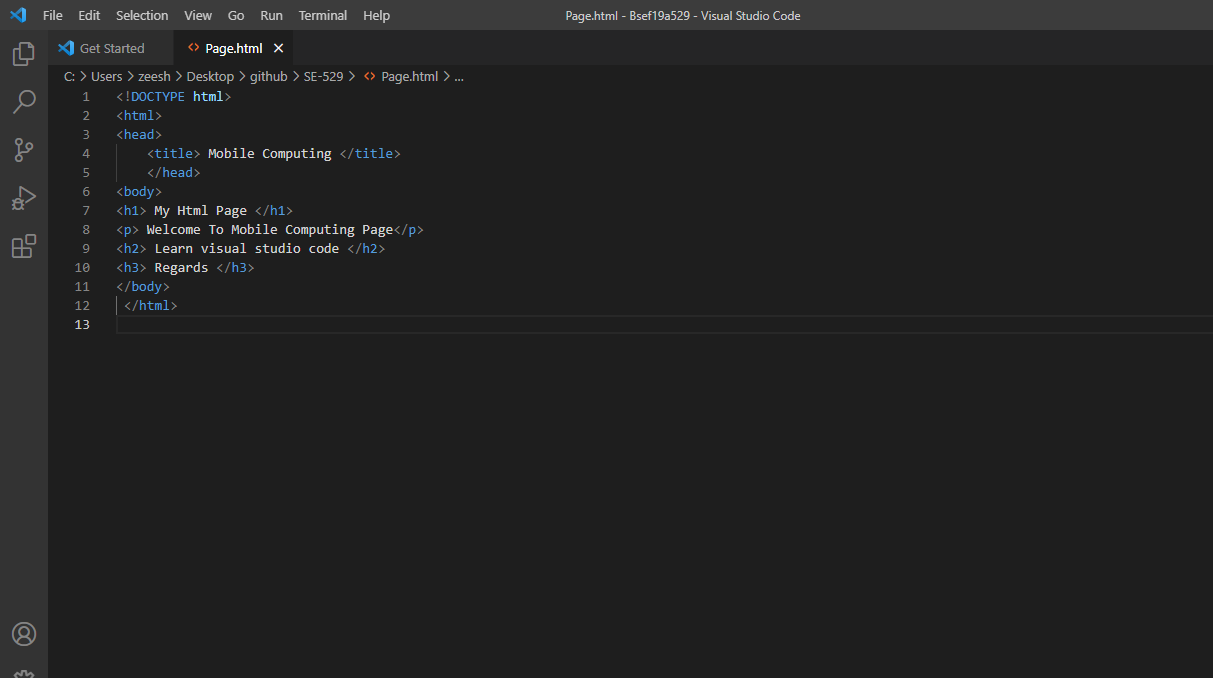 File Edit Selection View Go Run Terminal Help Page.html - Bsef19a529 - Visual Studio Code
Get Started Page.html
C: > Users > zeesh > Desktop > github > SE-529 > <> Page.html > ...
1 <!DOCTYPE html>
2 <html>
3 <head>
4     <title> Mobile Computing </title>
5     </head>
6 <body>
7 <h1> My Html Page </h1>
8 <p> Welcome To Mobile Computing Page</p>
9 <h2> Learn visual studio code </h2>
10 <h3> Regards </h3>
11 </body>
12  </html>
13